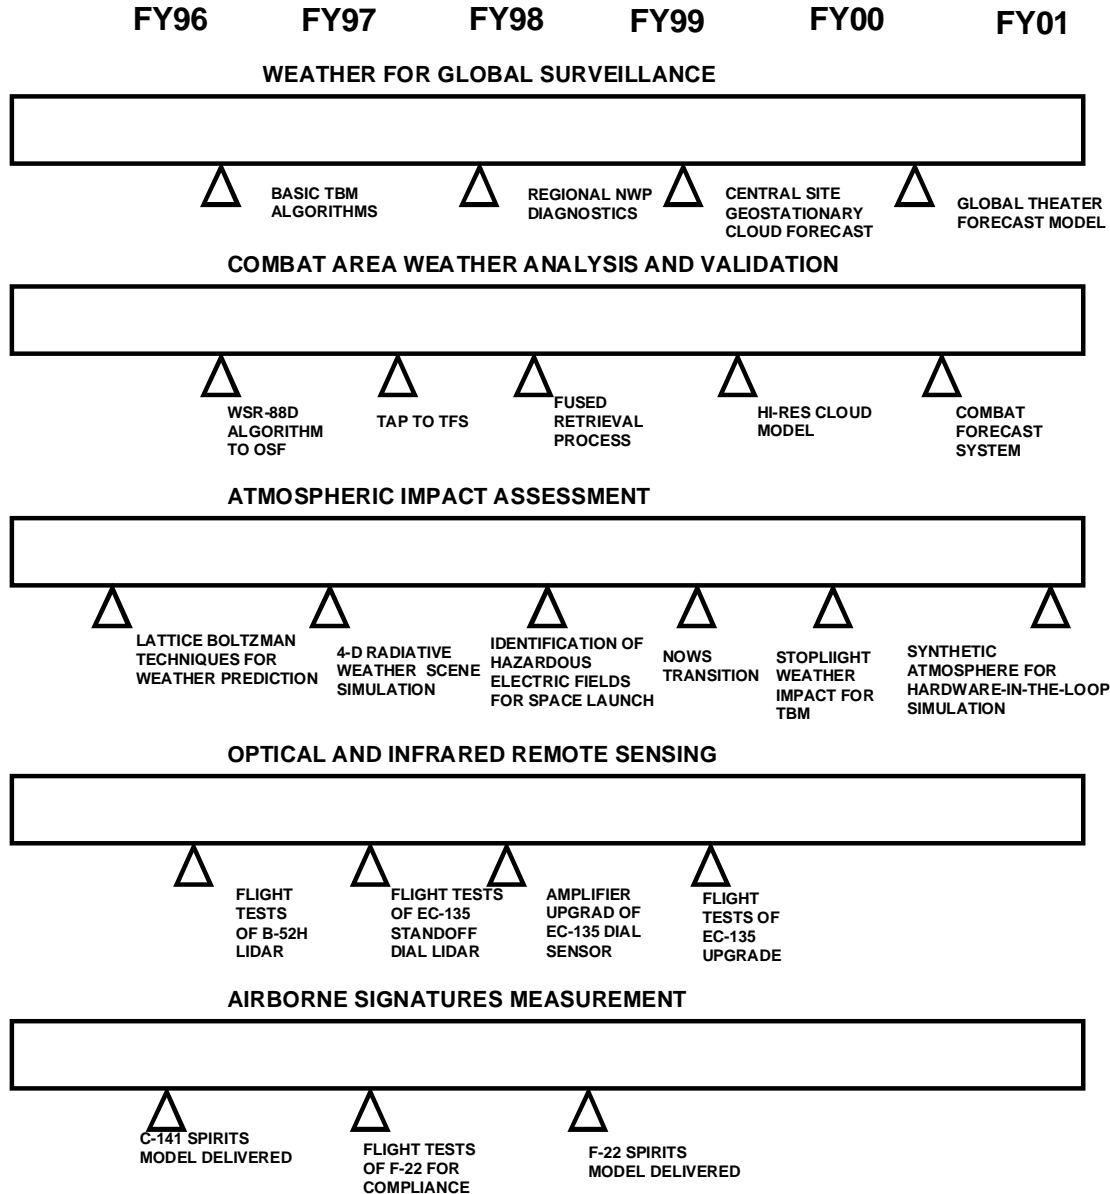 FY96 FY97 FY98 FY99 FY00 FY01
WEATHER FOR GLOBAL SURVEILLANCE
BASIC TBM
ALGORITHMS
REGIONAL NWP
DIAGNOSTICS
CENTRAL SITE
GEOSTATIONARY
CLOUD FORECAST
GLOBAL THEATER
FORECAST MODEL
COMBAT AREA WEATHER ANALYSIS AND VALIDATION
WSR-88D
ALGORITHM
TO OSF
TAP TO TFS
FUSED
RETRIEVAL
PROCESS
HI-RES CLOUD
MODEL
COMBAT
FORECAST
SYSTEM
ATMOSPHERIC IMPACT ASSESSMENT
LATTICE BOLTZMAN
TECHNIQUES FOR
WEATHER PREDICTION
4-D RADIATIVE
WEATHER SCENE
SIMULATION
IDENTIFICATION OF
HAZARDOUS
ELECTRIC FIELDS
FOR SPACE LAUNCH
NOWS
TRANSITION
STOPLIIGHT
WEATHER
IMPACT FOR
TBM
SYNTHETIC
ATMOSPHERE FOR
HARDWARE-IN-THE-LOOP
SIMULATION
OPTICAL AND INFRARED REMOTE SENSING
FLIGHT
TESTS
OF B-52H
LIDAR
FLIGHT TESTS
OF EC-135
STANDOFF
DIAL LIDAR
AMPLIFIER
UPGRAD OF
EC-135 DIAL
SENSOR
FLIGHT
TESTS OF
EC-135
UPGRADE
AIRBORNE SIGNATURES MEASUREMENT
C-141 SPIRITS
MODEL DELIVERED
FLIGHT TESTS
OF F-22 FOR
COMPLIANCE
F-22 SPIRITS
MODEL DELIVERED